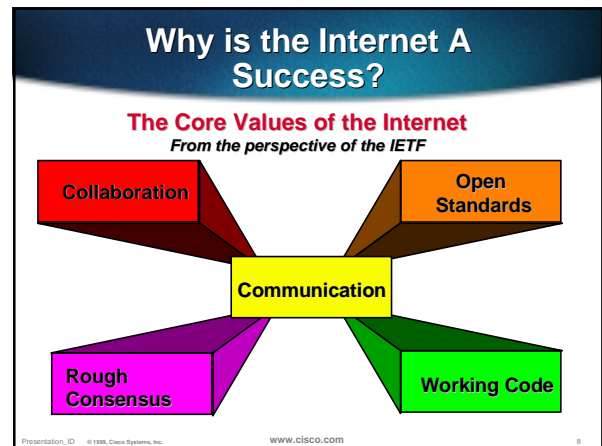 Why is the Internet A
Success?
The Core Values of the Internet
From the perspective of the IETF
Collaboration
Open
Standards
Communication
Rough
Consensus
Working Code
Presentation_ID © 1999, Cisco Systems, Inc. www.cisco.com 8